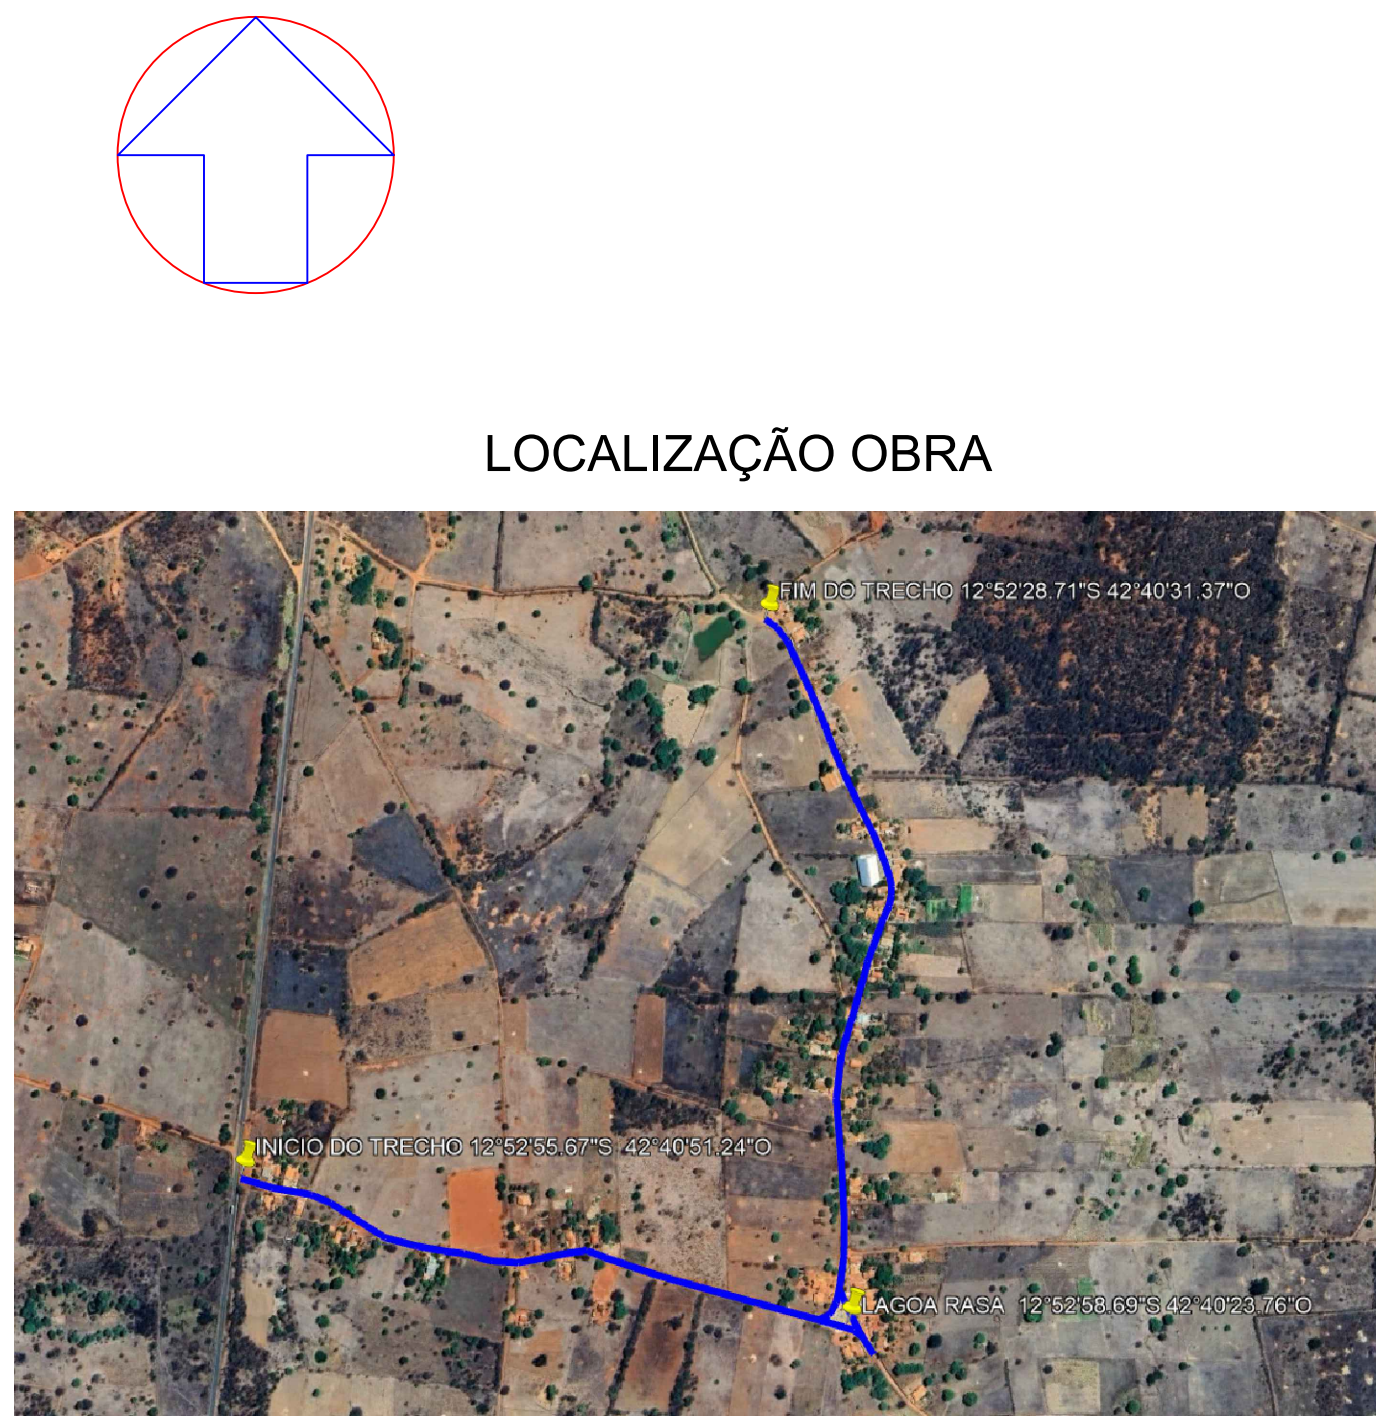 LOCALIZAÇÃO OBRA
FIM DO TRECHO 12°52'28.71"S 42°40'31.37"O
INICIO DO TRECHO 12°52'55.67"S 42°40'51.24"O
LAGOA RASA 12°52'58.69"S 42°40'23.76"O